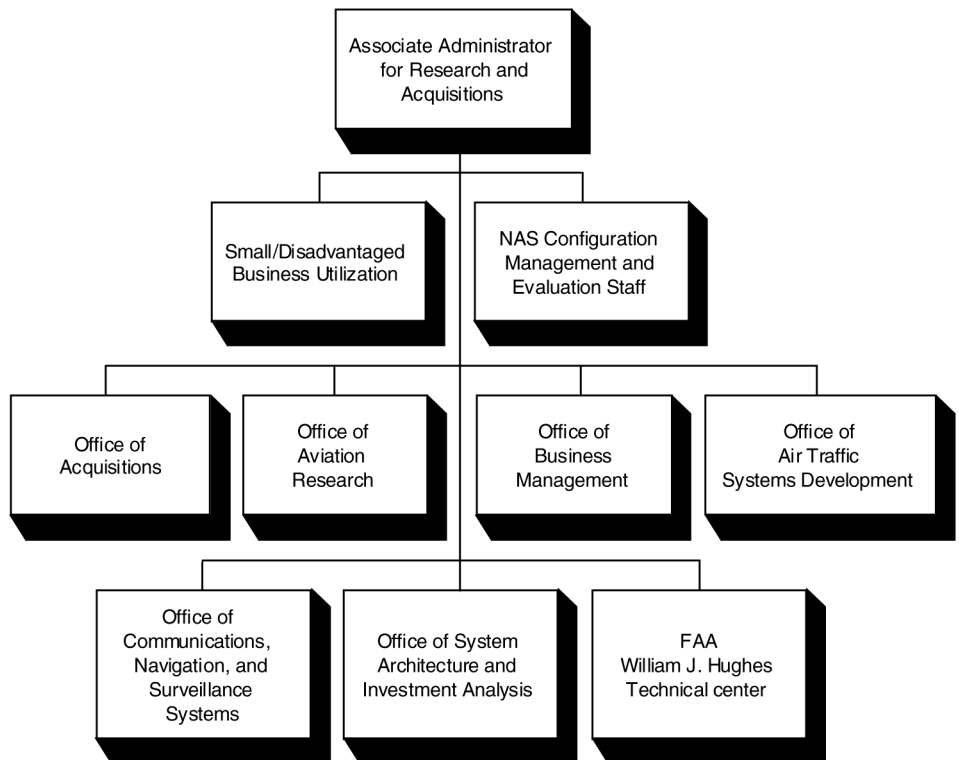 Associate Administrator
for Research and
Acquisitions
Small/Disadvantaged
Business Utilization
NAS Configuration
Management and
Evaluation Staff
Office of
Acquisitions
Office of
Aviation
Research
Office of
Business
Management
Office of
Air Traffic
Systems Development
Office of
Communications,
Navigation, and
Surveillance
Systems
Office of System
Architecture and
Investment Analysis
FAA
William J. Hughes
Technical center